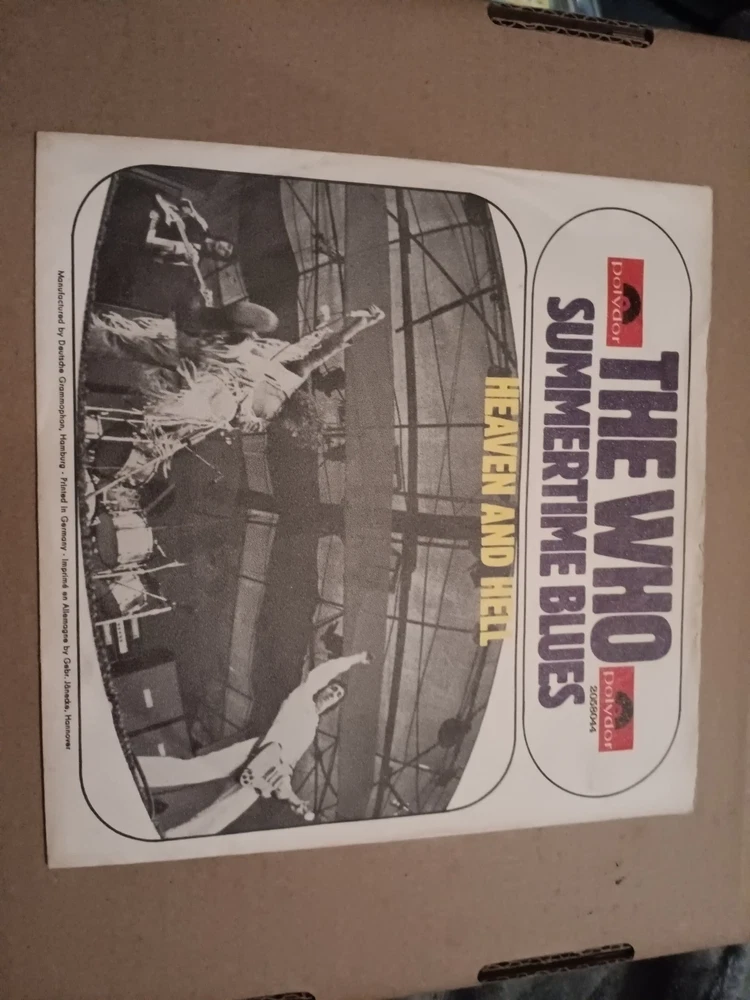 polydor
THE WHO
polydor
2058044
SUMMERTIME BLUES
HEAVEN AND HELL
Manufactured by Deutsche Grammophon, Hamburg · Printed in Germany · Imprimé en Allemagne by Gebr. Jänecke, Hannover